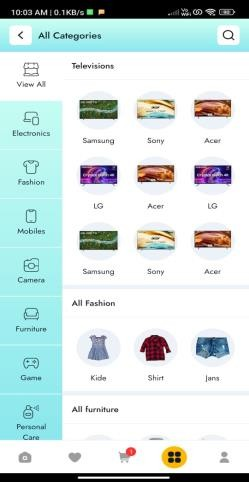 10:03 AM | 0.1KB/s
All Categories
View All
Electronics
Fashion
Mobiles
Camera
Furniture
Game
Personal
Care
Televisions
Samsung Sony Acer
LG Acer LG
Samsung Sony Acer
All Fashion
Kide Shirt Jans
All furniture
1